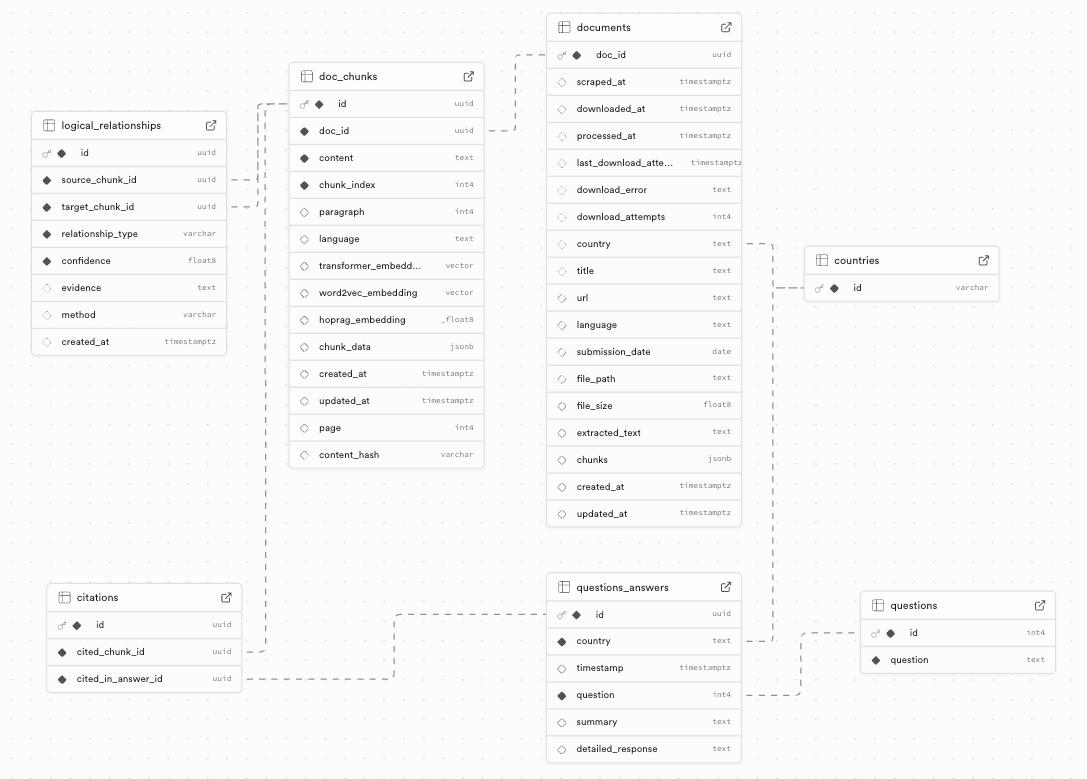 logical_relationships
id uuid
source_chunk_id uuid
target_chunk_id uuid
relationship_type varchar
confidence float8
evidence text
method varchar
created_at timestamptz
doc_chunks
id uuid
doc_id uuid
content text
chunk_index int4
paragraph int4
language text
transformer_embedd... vector
word2vec_embedding vector
hoprag_embedding _float8
chunk_data jsonb
created_at timestamptz
updated_at timestamptz
page int4
content_hash varchar
documents
doc_id uuid
scraped_at timestamptz
downloaded_at timestamptz
processed_at timestamptz
last_download_atte... timestamptz
download_error text
download_attempts int4
country text
title text
url text
language text
submission_date date
file_path text
file_size float8
extracted_text text
chunks jsonb
created_at timestamptz
updated_at timestamptz
countries
id varchar
citations
id uuid
cited_chunk_id uuid
cited_in_answer_id uuid
questions_answers
id uuid
country text
timestamp timestamptz
question int4
summary text
detailed_response text
questions
id int4
question text